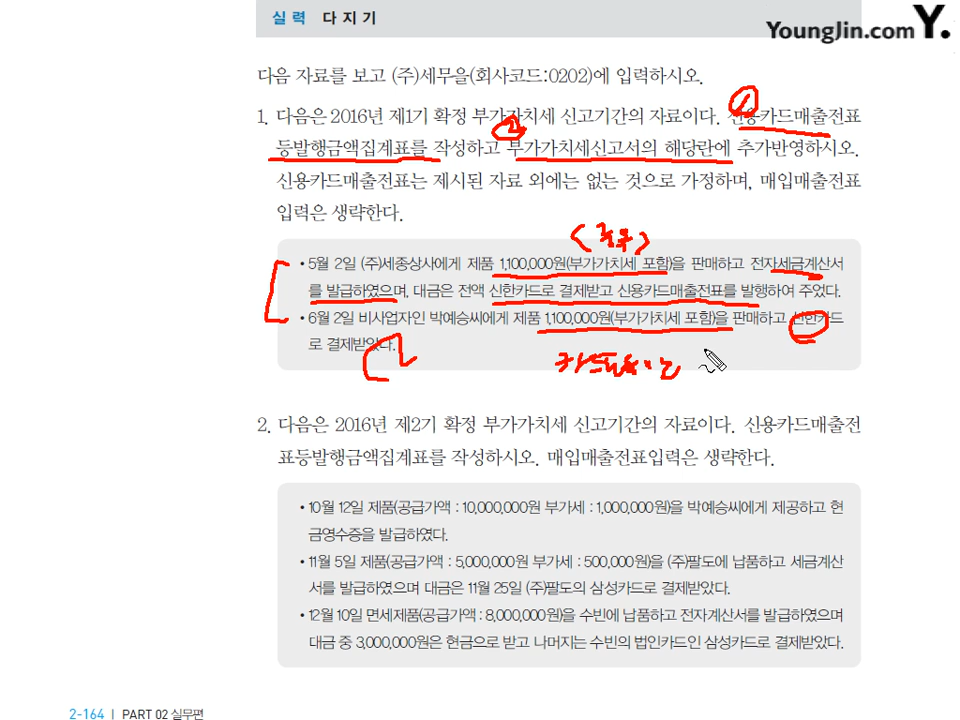 실력 다지기
YoungJin.com Y.
다음 자료를 보고 (주)세무을(회사코드:0202)에 입력하시오.
1. 다음은 2016년 제1기 확정 부가가치세 신고기간의 자료이다. 신용카드매출전표
등발행금액집계표를 작성하고 부가가치세신고서의 해당란에 추가반영하시오.
신용카드매출전표는 제시된 자료 외에는 없는 것으로 가정하며, 매입매출전표
입력은 생략한다.
• 5월 2일 (주)세종상사에게 제품 1,100,000원(부가가치세 포함)을 판매하고 전자세금계산서
를 발급하였으며, 대금은 전액 신한카드로 결제받고 신용카드매출전표를 발행하여 주었다.
• 6월 2일 비사업자인 박예승씨에게 제품 1,100,000원(부가가치세 포함)을 판매하고 신한카드
로 결제받았다.
2. 다음은 2016년 제2기 확정 부가가치세 신고기간의 자료이다. 신용카드매출전
표등발행금액집계표를 작성하시오. 매입매출전표입력은 생략한다.
• 10월 12일 제품(공급가액 : 10,000,000원 부가세 : 1,000,000원)을 박예승씨에게 제공하고 현
금영수증을 발급하였다.
• 11월 5일 제품(공급가액 : 5,000,000원 부가세 : 500,000원)을 (주)팔도에 납품하고 세금계산
서를 발급하였으며 대금은 11월 25일 (주)팔도의 삼성카드로 결제받았다.
• 12월 10일 면세제품(공급가액 : 8,000,000원)을 수빈에 납품하고 전자계산서를 발급하였으며
대금 중 3,000,000원은 현금으로 받고 나머지는 수빈의 법인카드인 삼성카드로 결제받았다.
2-164 | PART 02 실무편